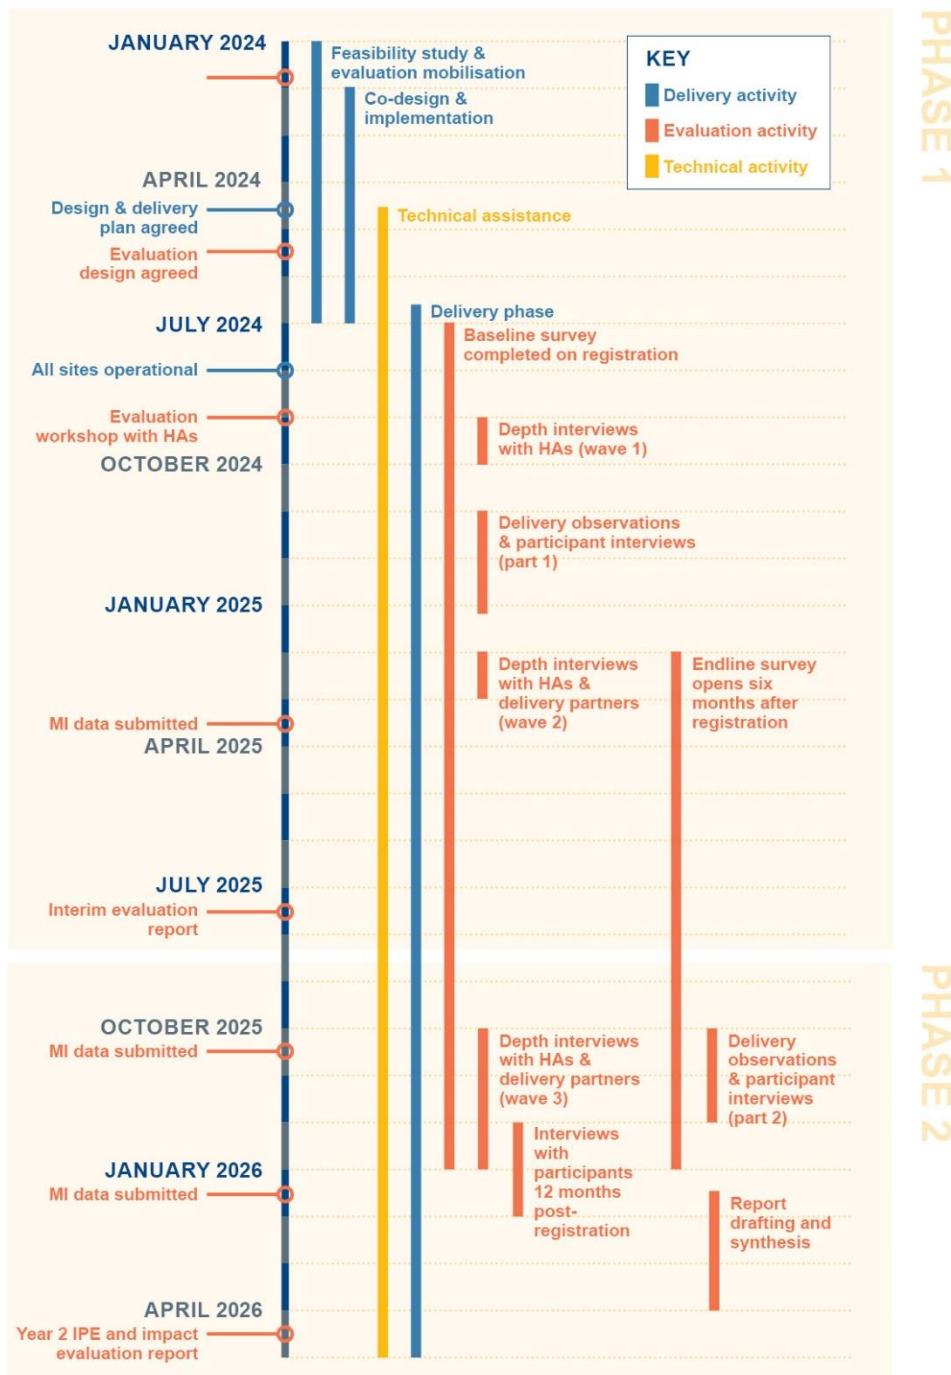 PHASE 1
JANUARY 2024
Feasibility study &
evaluation mobilisation
Co-design &
implementation
KEY
Delivery activity
Evaluation activity
Technical activity
APRIL 2024
Design & delivery
plan agreed
Technical assistance
Evaluation
design agreed
Delivery phase
JULY 2024
Baseline survey
completed on registration
All sites operational
Evaluation
workshop with HAs
Depth interviews
with HAs (wave 1)
OCTOBER 2024
Delivery observations
& participant interviews
(part 1)
JANUARY 2025
Depth interviews
with HAs &
delivery partners
(wave 2)
Endline survey
opens six
months after
registration
MI data submitted
APRIL 2025
JULY 2025
Interim evaluation
report
PHASE 2
OCTOBER 2025
MI data submitted
Depth interviews
with HAs &
delivery partners
(wave 3)
Delivery
observations
& participant
interviews
(part 2)
Interviews
with
participants
12 months
post-
registration
JANUARY 2026
MI data submitted
Report
drafting and
synthesis
APRIL 2026
Year 2 IPE and impact
evaluation report